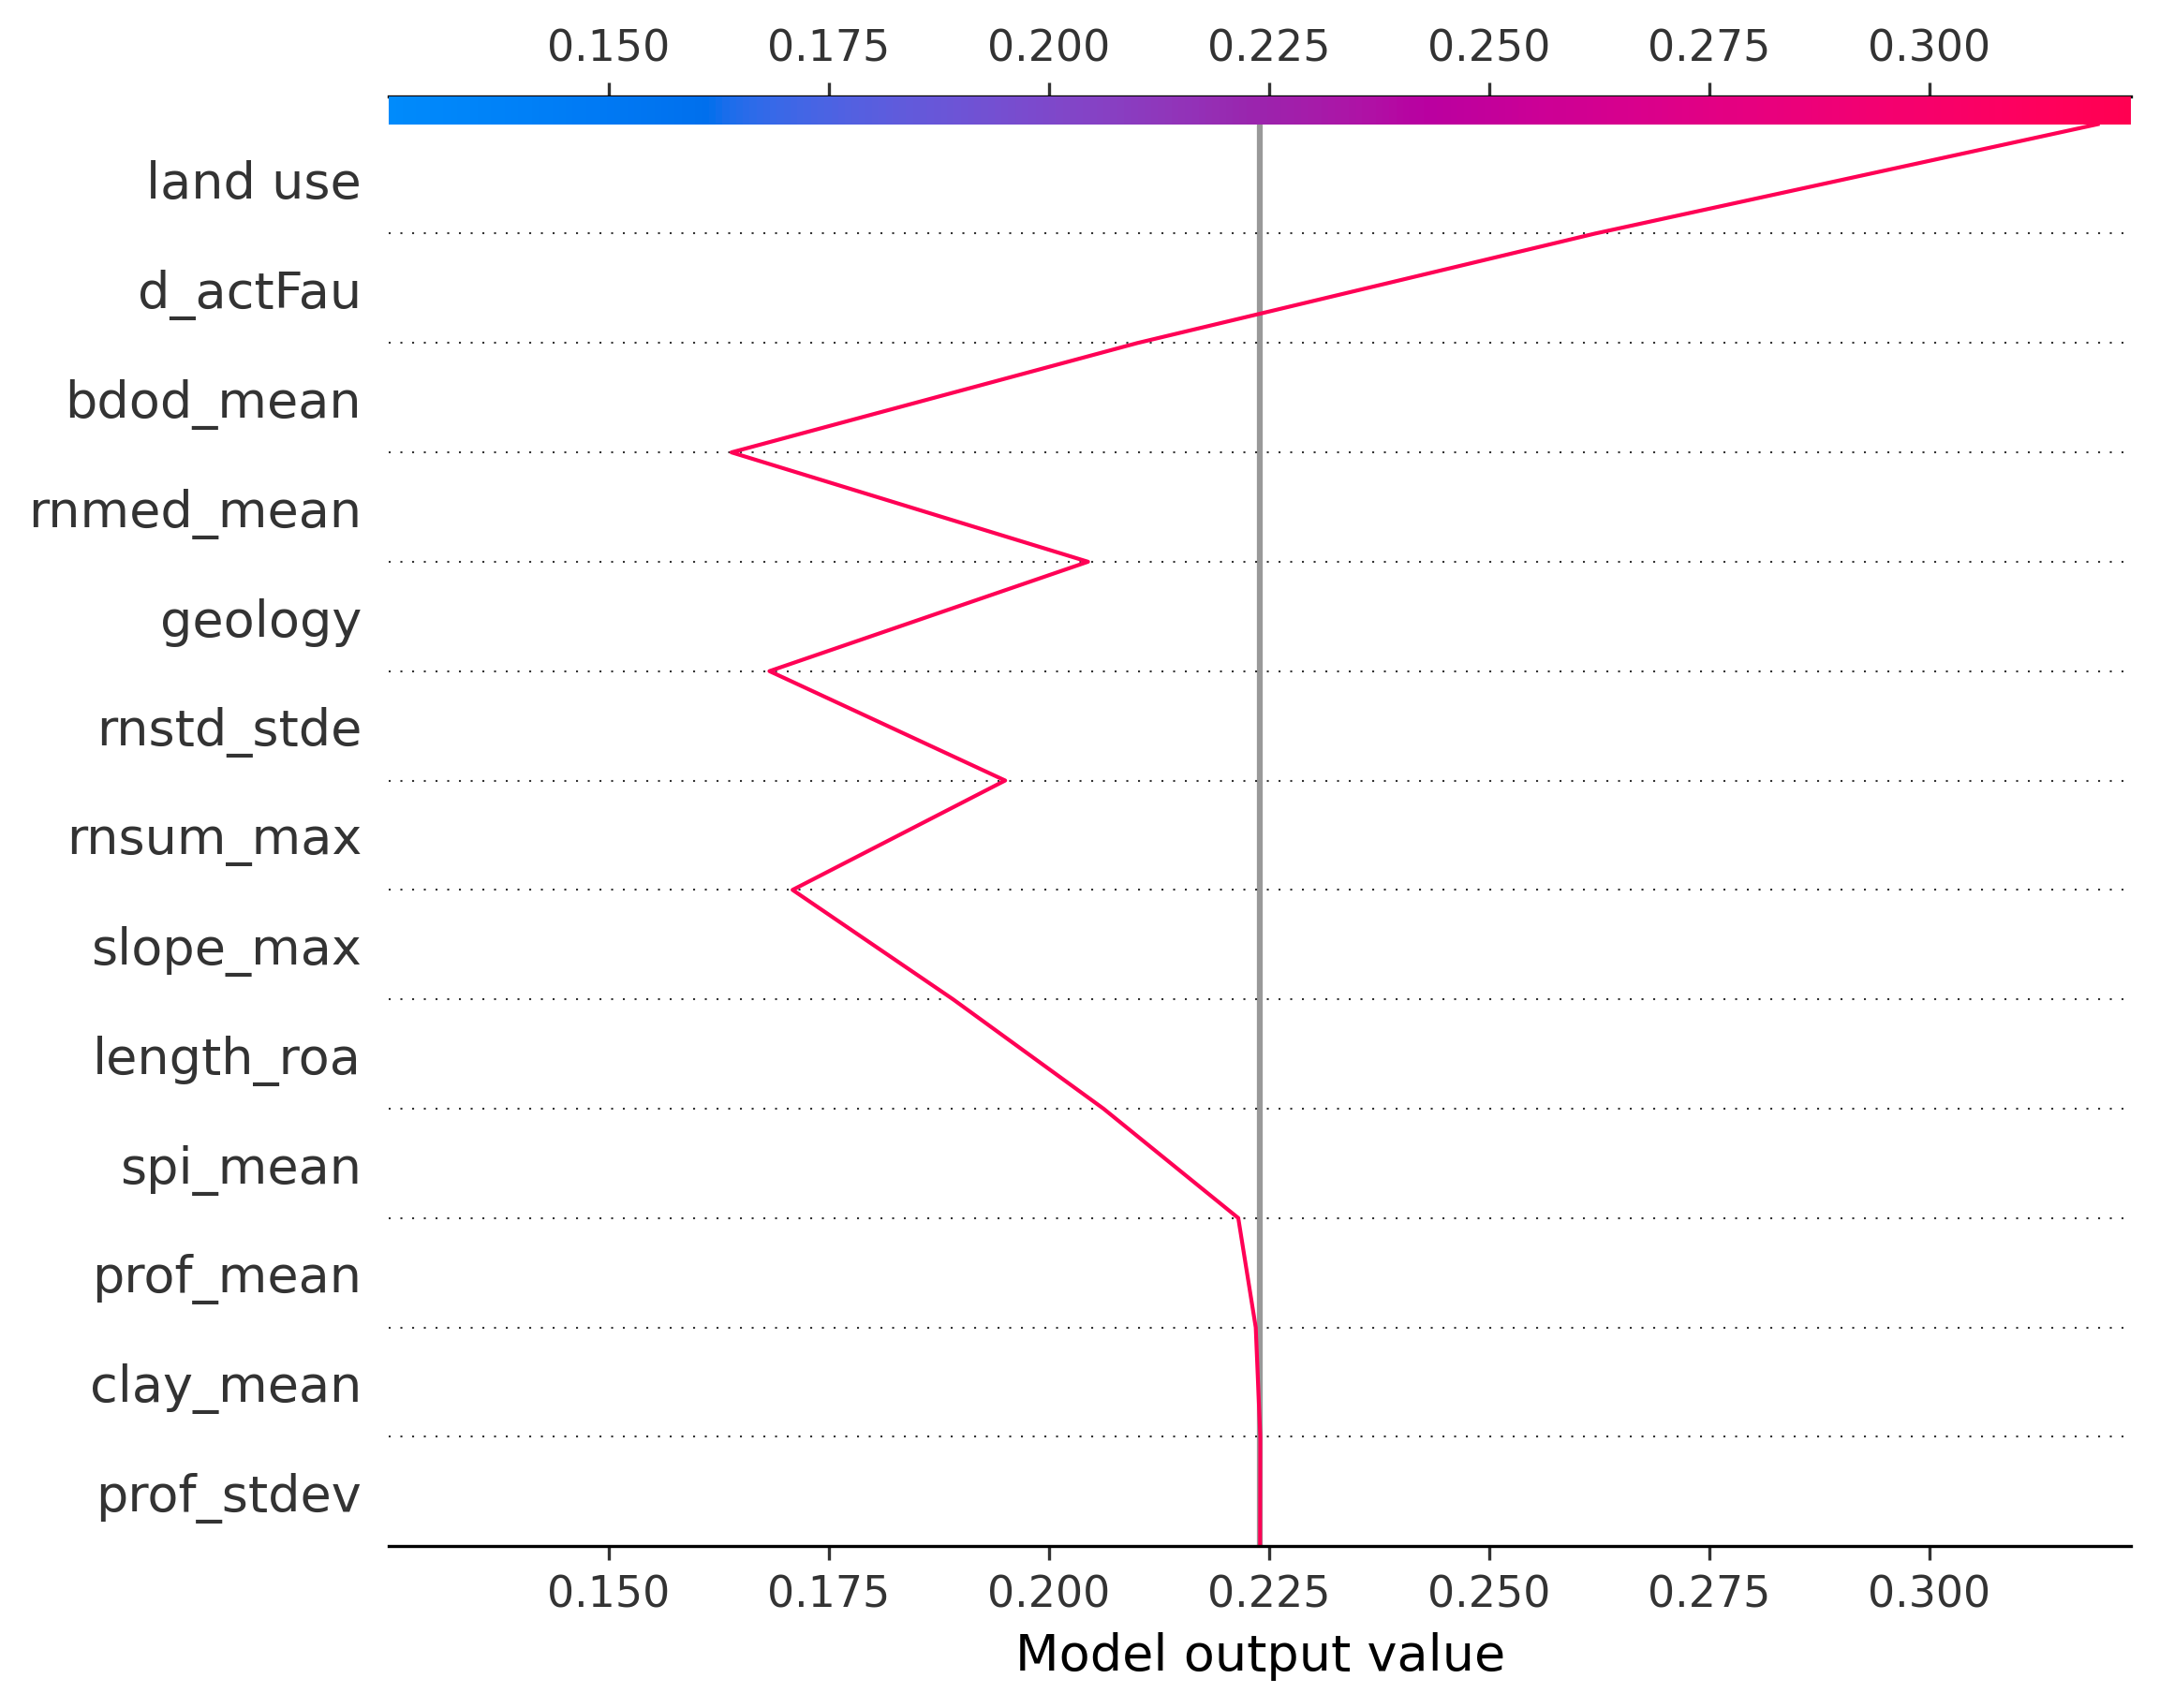 0.150 0.175 0.200 0.225 0.250 0.275 0.300
land use
d_actFau
bdod_mean
rnmed_mean
geology
rnstd_stde
rnsum_max
slope_max
length_roa
spi_mean
prof_mean
clay_mean
prof_stdev
0.150 0.175 0.200 0.225 0.250 0.275 0.300
Model output value